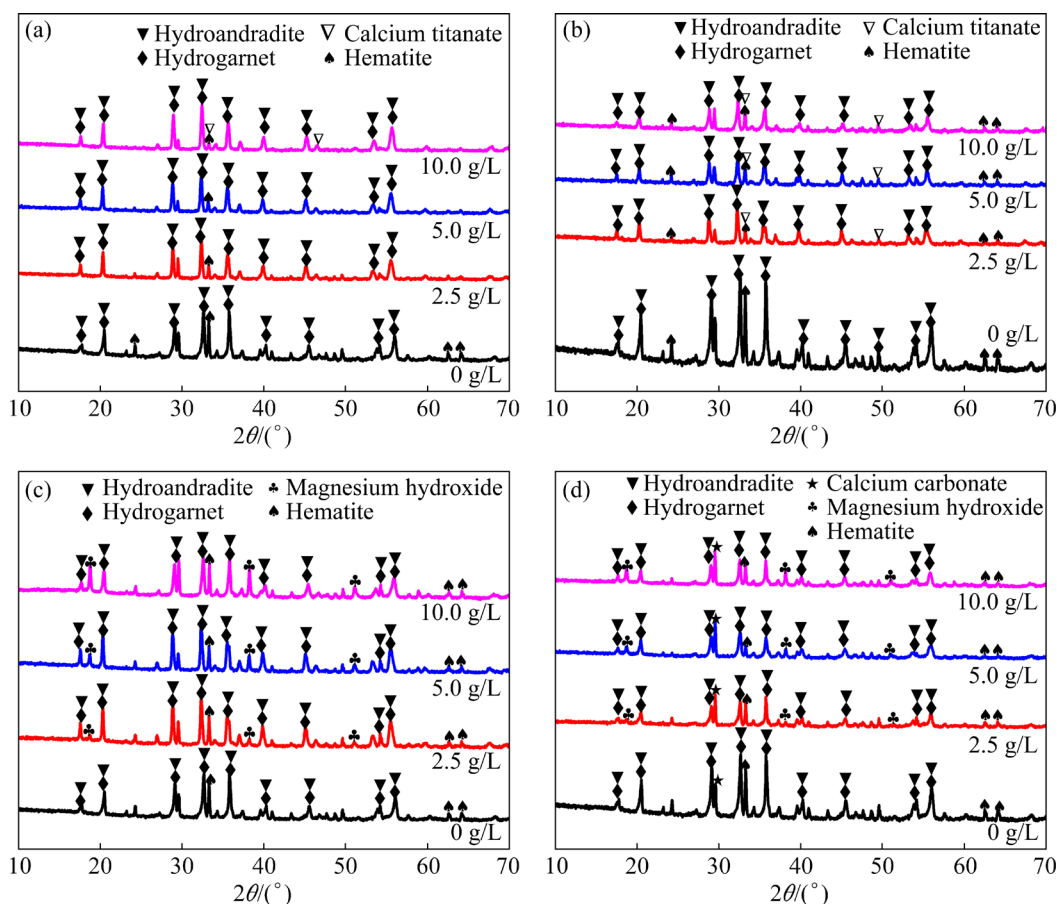 (a)
▼ Hydroandradite ▽ Calcium titanate
◆ Hydrogarnet ♠ Hematite
10.0 g/L
5.0 g/L
2.5 g/L
0 g/L
10 20 30 40 50 60 70
2θ/(°)
(b)
▼ Hydroandradite ▽ Calcium titanate
◆ Hydrogarnet ♠ Hematite
10.0 g/L
5.0 g/L
2.5 g/L
0 g/L
10 20 30 40 50 60 70
2θ/(°)
(c)
▼ Hydroandradite ♣ Magnesium hydroxide
◆ Hydrogarnet ♠ Hematite
10.0 g/L
5.0 g/L
2.5 g/L
0 g/L
10 20 30 40 50 60 70
2θ/(°)
(d)
▼ Hydroandradite ★ Calcium carbonate
◆ Hydrogarnet ♣ Magnesium hydroxide
♠ Hematite
10.0 g/L
5.0 g/L
2.5 g/L
0 g/L
10 20 30 40 50 60 70
2θ/(°)